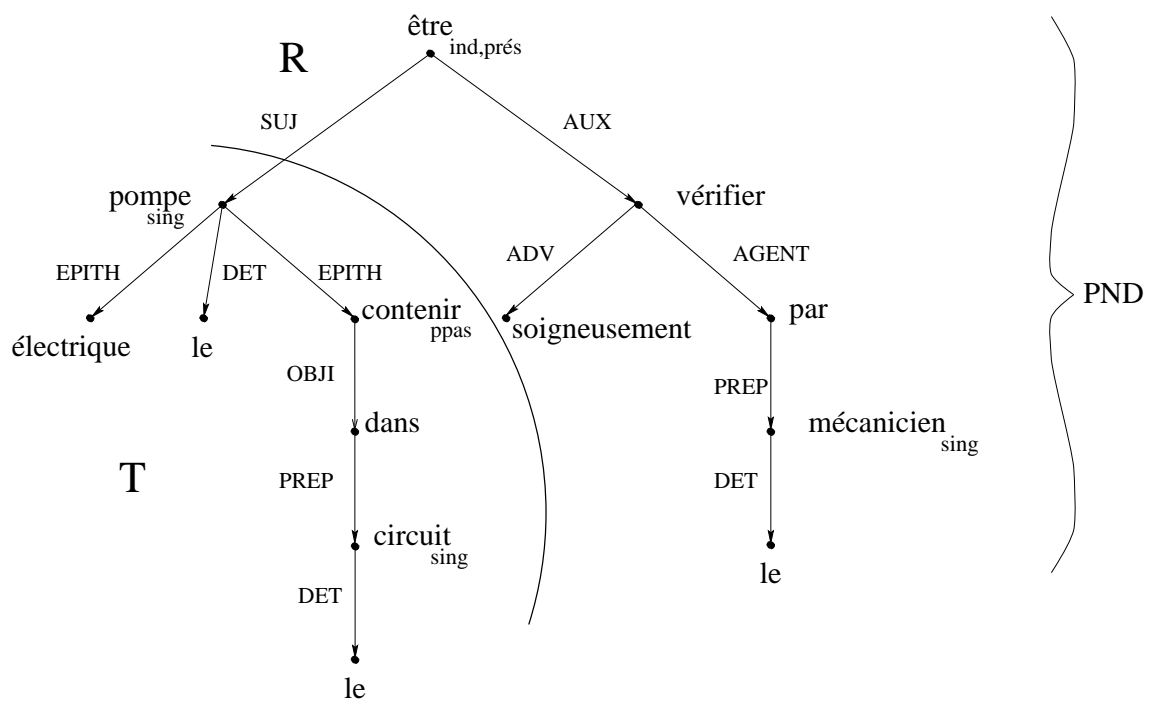 être
ind,prés
R
SUJ
AUX
pompe
sing
vérifier
EPITH
DET
EPITH
ADV
AGENT
PND
contenir
ppas
soigneusement
par
électrique
le
OBJI
PREP
dans
mécanicien
sing
T
PREP
DET
circuit
sing
le
DET
le